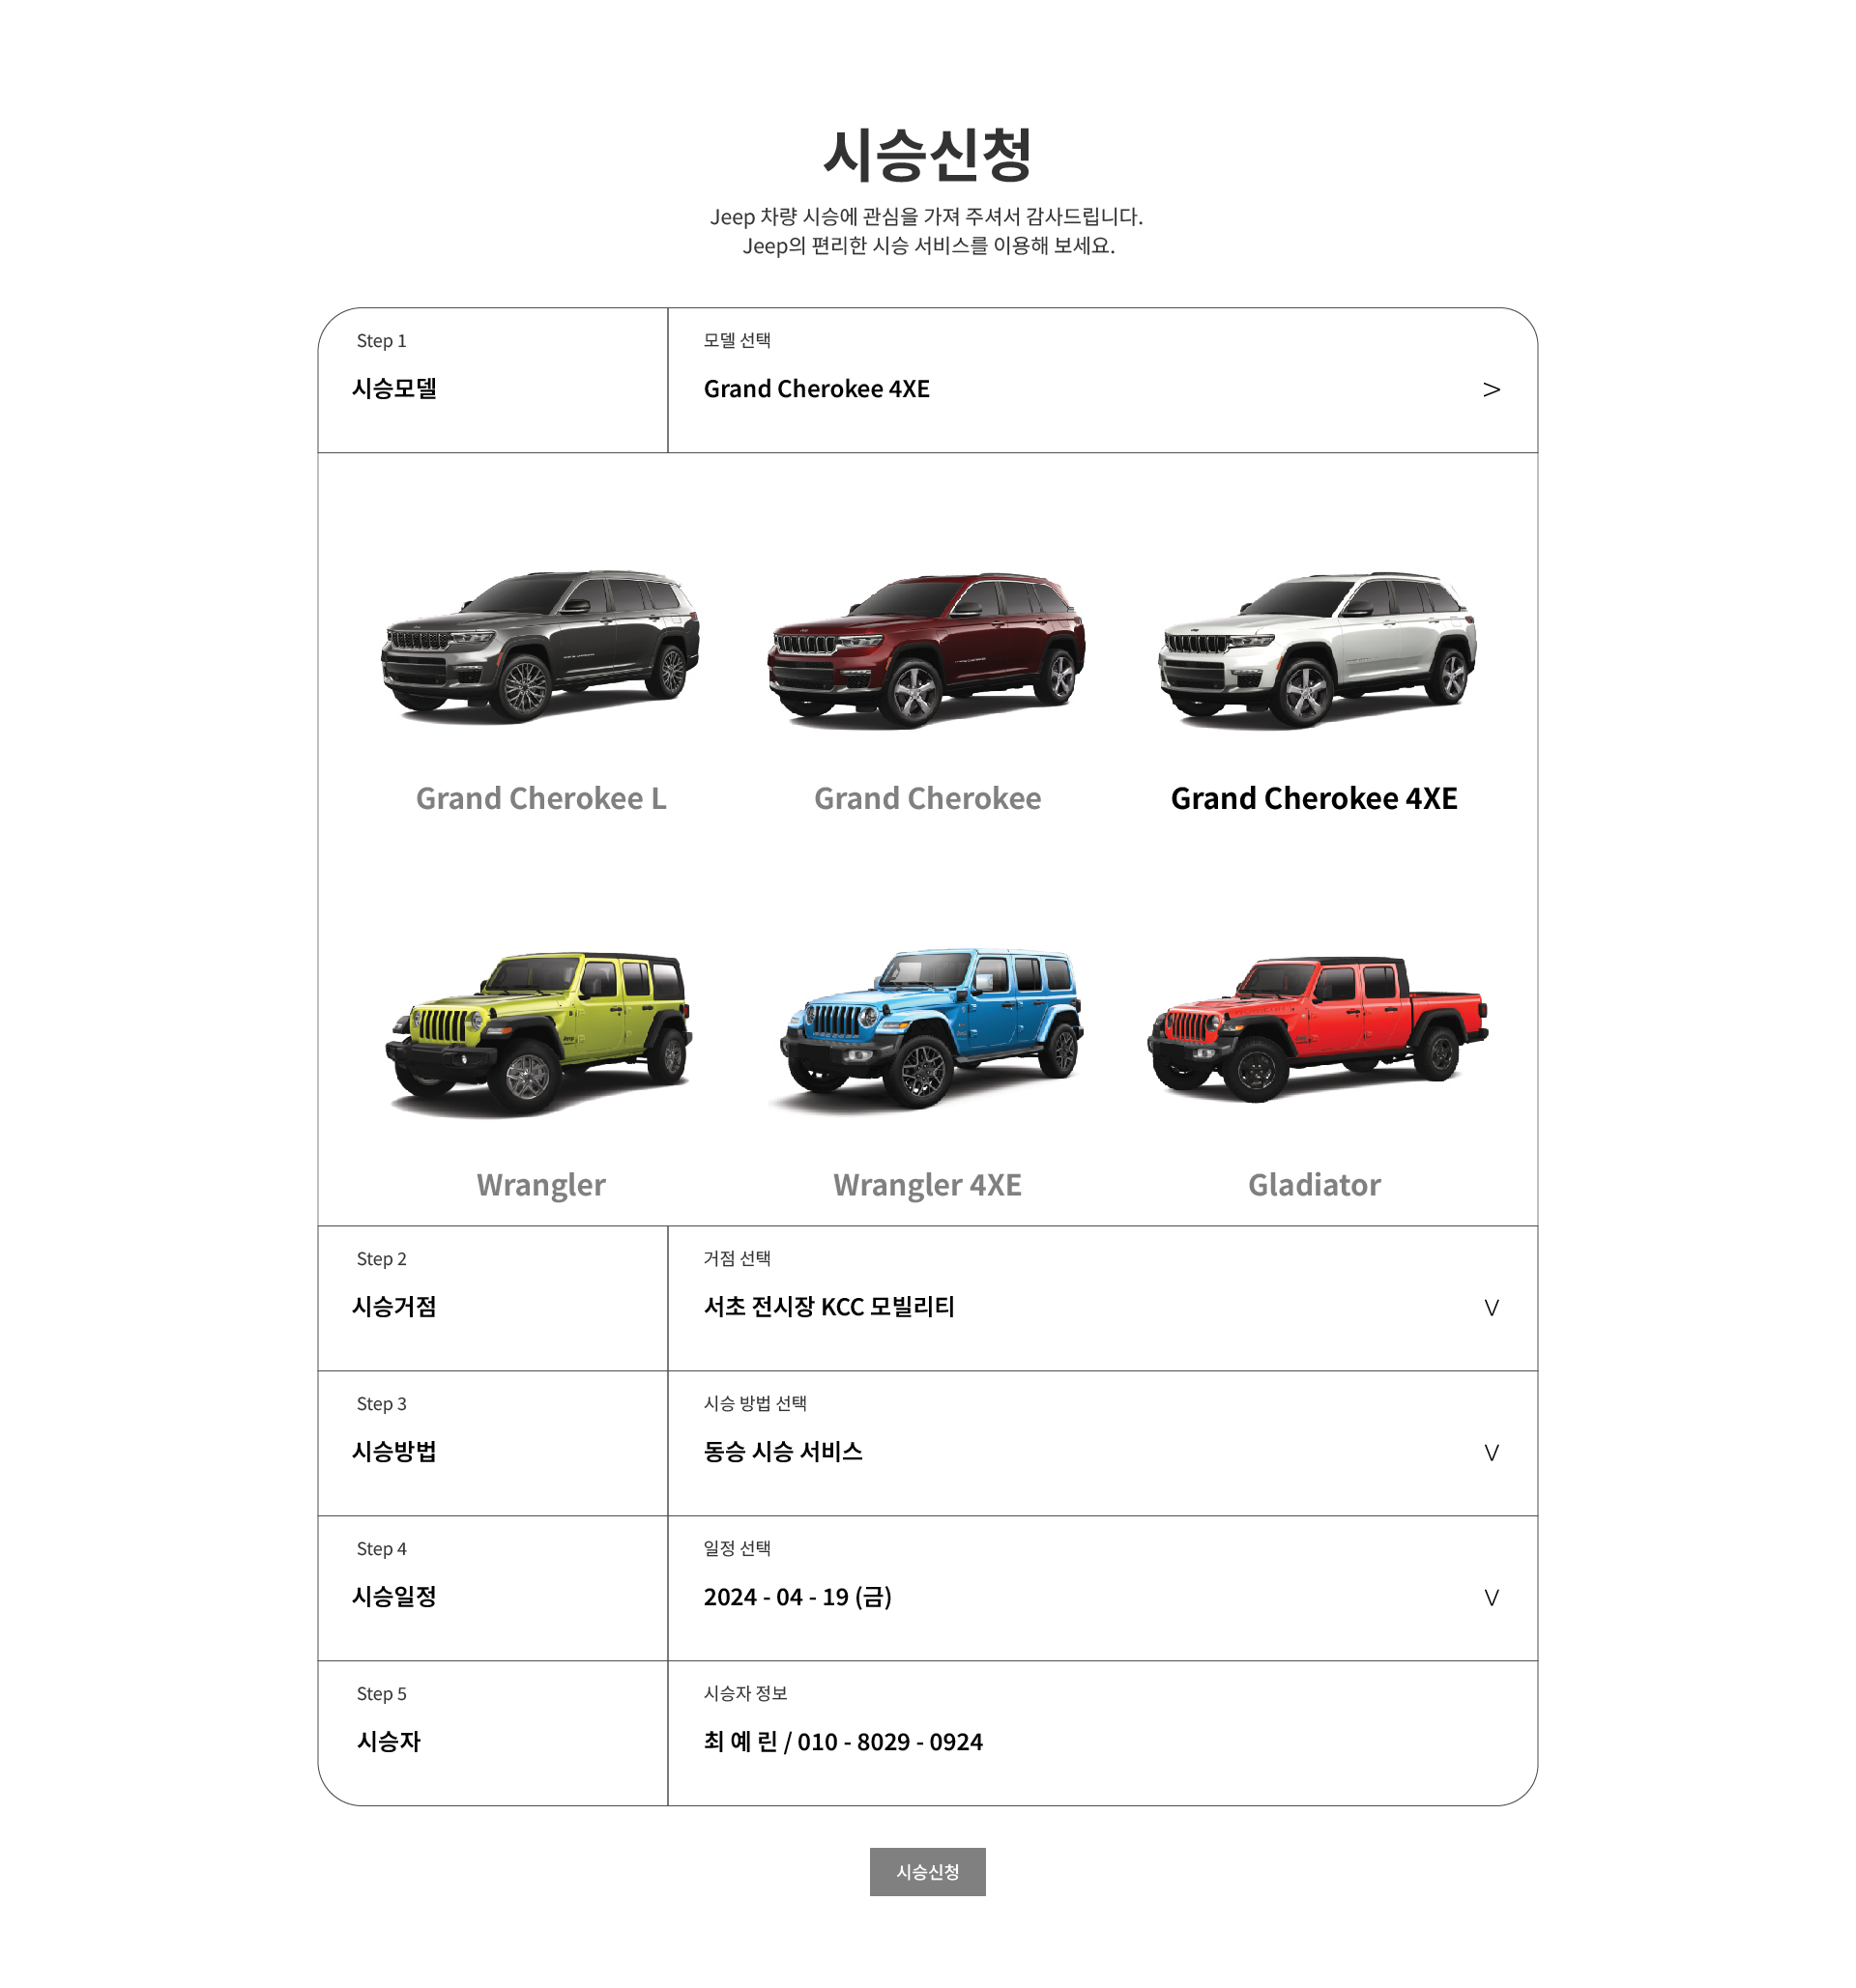 시승신청
Jeep 차량 시승에 관심을 가져 주셔서 감사드립니다.
Jeep의 편리한 시승 서비스를 이용해 보세요.
Step 1
시승모델
모델 선택
Grand Cherokee 4XE
>
Grand Cherokee L
Grand Cherokee
Grand Cherokee 4XE
Wrangler
Wrangler 4XE
Gladiator
Step 2
시승거점
거점 선택
서초 전시장 KCC 모빌리티
V
Step 3
시승방법
시승 방법 선택
동승 시승 서비스
V
Step 4
시승일정
일정 선택
2024 - 04 - 19 (금)
V
Step 5
시승자
시승자 정보
최 예 린 / 010 - 8029 - 0924
시승신청